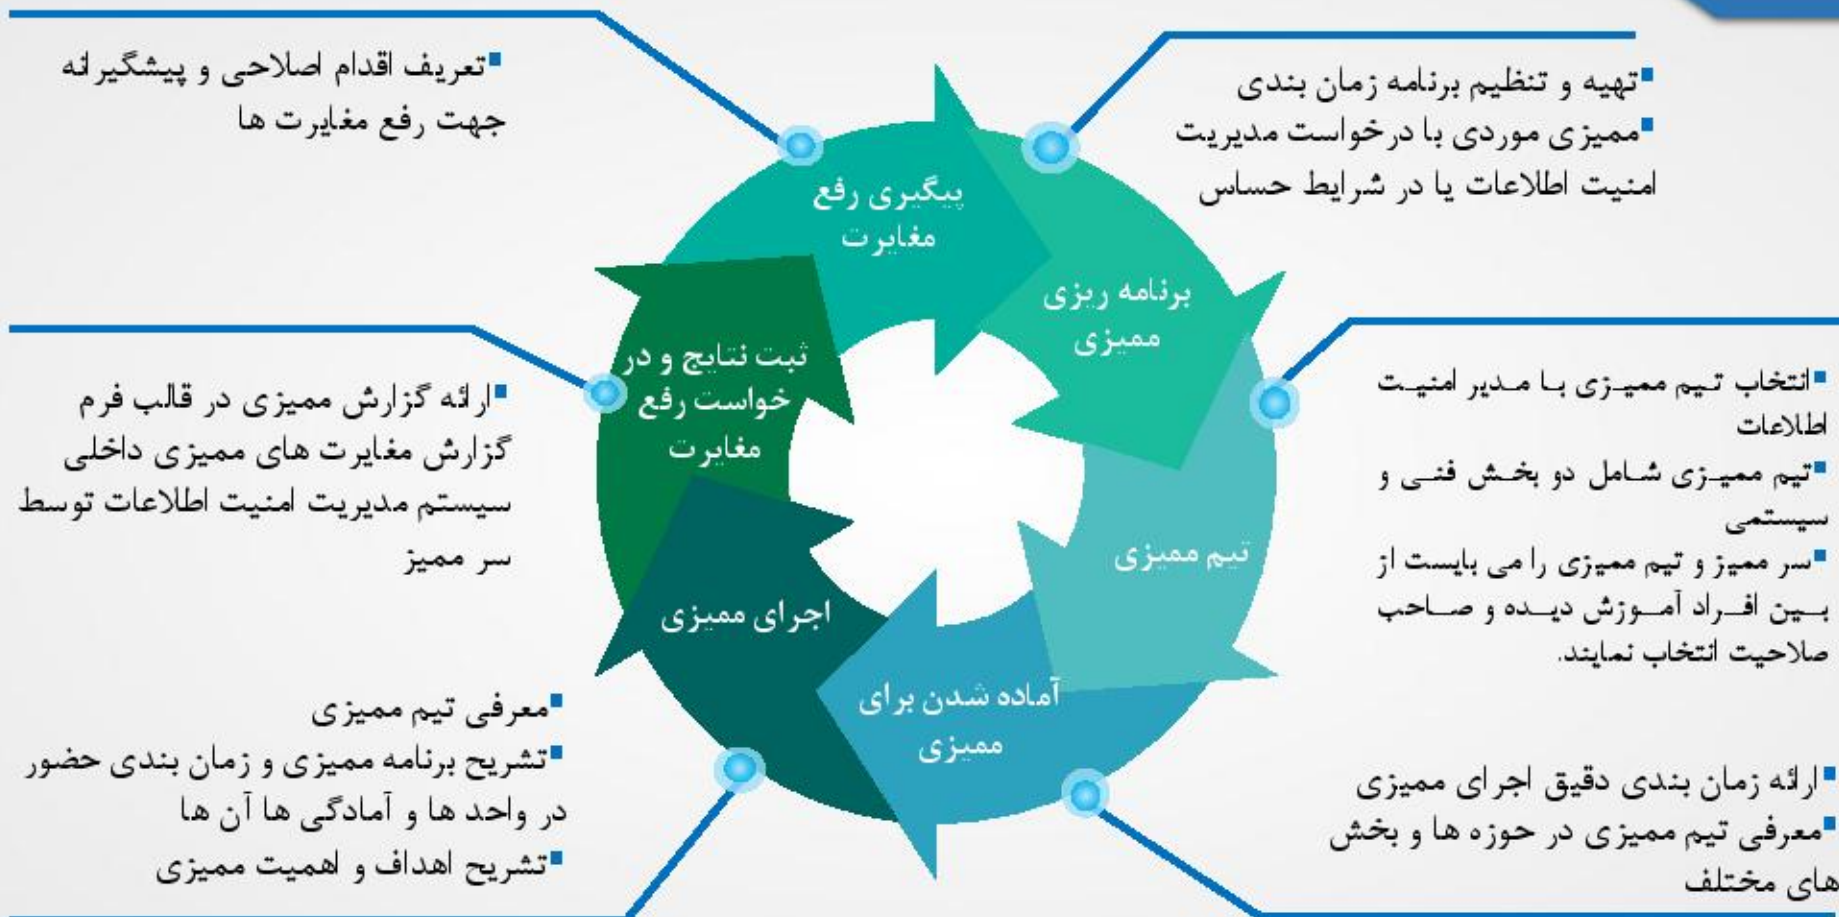 ▪تهیه و تنظیم برنامه زمان بندی
▪ممیزی موردی با درخواست مدیریت
امنیت اطلاعات یا در شرایط حساس
برنامه ریزی
ممیزی
▪انتخاب تیم ممیزی با مدیر امنیت
اطلاعات
▪تیم ممیزی شامل دو بخش فنی و
سیستمی
▪سر ممیز و تیم ممیزی را می بایست از
بین افراد آموزش دیده و صاحب
صلاحیت انتخاب نمایند.
تیم ممیزی
▪ارائه زمان بندی دقیق اجرای ممیزی
▪معرفی تیم ممیزی در حوزه ها و بخش
های مختلف
آماده شدن برای
ممیزی
▪معرفی تیم ممیزی
▪تشریح برنامه ممیزی و زمان بندی حضور
در واحد ها و آمادگی ها آن ها
▪تشریح اهداف و اهمیت ممیزی
اجرای ممیزی
▪ارائه گزارش ممیزی در قالب فرم
گزارش مغایرت های ممیزی داخلی
سیستم مدیریت امنیت اطلاعات توسط
سر ممیز
ثبت نتایج و در
خواست رفع
مغایرت
▪تعریف اقدام اصلاحی و پیشگیرانه
جهت رفع مغایرت ها
پیگیری رفع
مغایرت